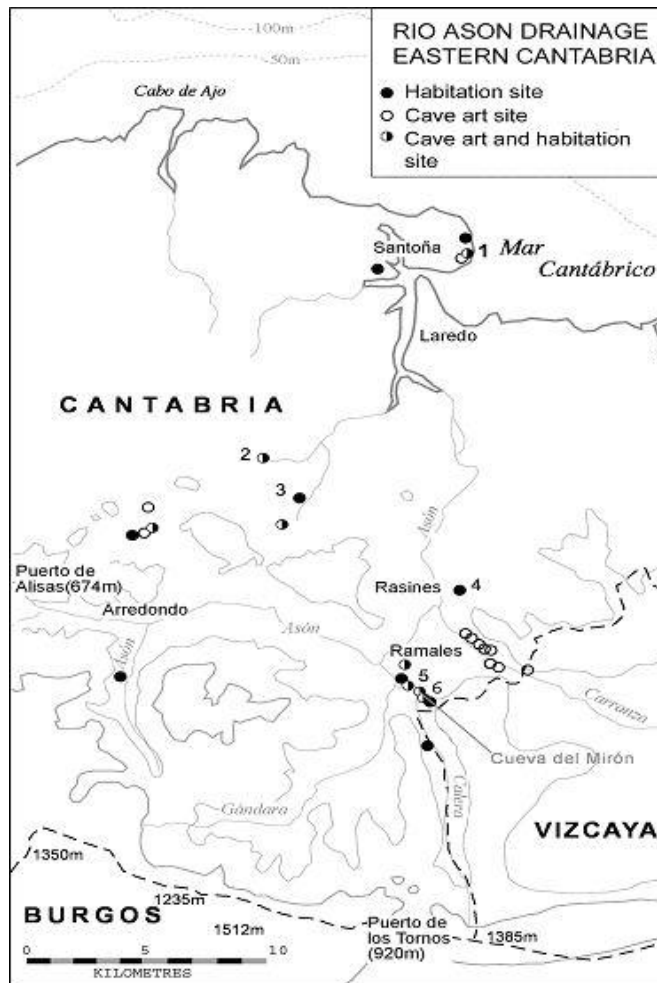 RIO ASON DRAINAGE
EASTERN CANTABRIA
Habitation site
Cave art site
Cave art and habitation
site
100m
50m
Cabo de Ajo
Santoña
1
Mar
Cantábrico
Laredo
CANTABRIA
2
3
Asón
Puerto de
Alisas(674m)
Rasines
4
Arredondo
Asón
Asón
Ramales
5
6
Carranza
Cueva del Mirón
Gándara
Calera
VIZCAYA
1350m
1235m
BURGOS
1512m
Puerto de
los Tornos
(920m)
1385m
0 5 10
KILOMETRES